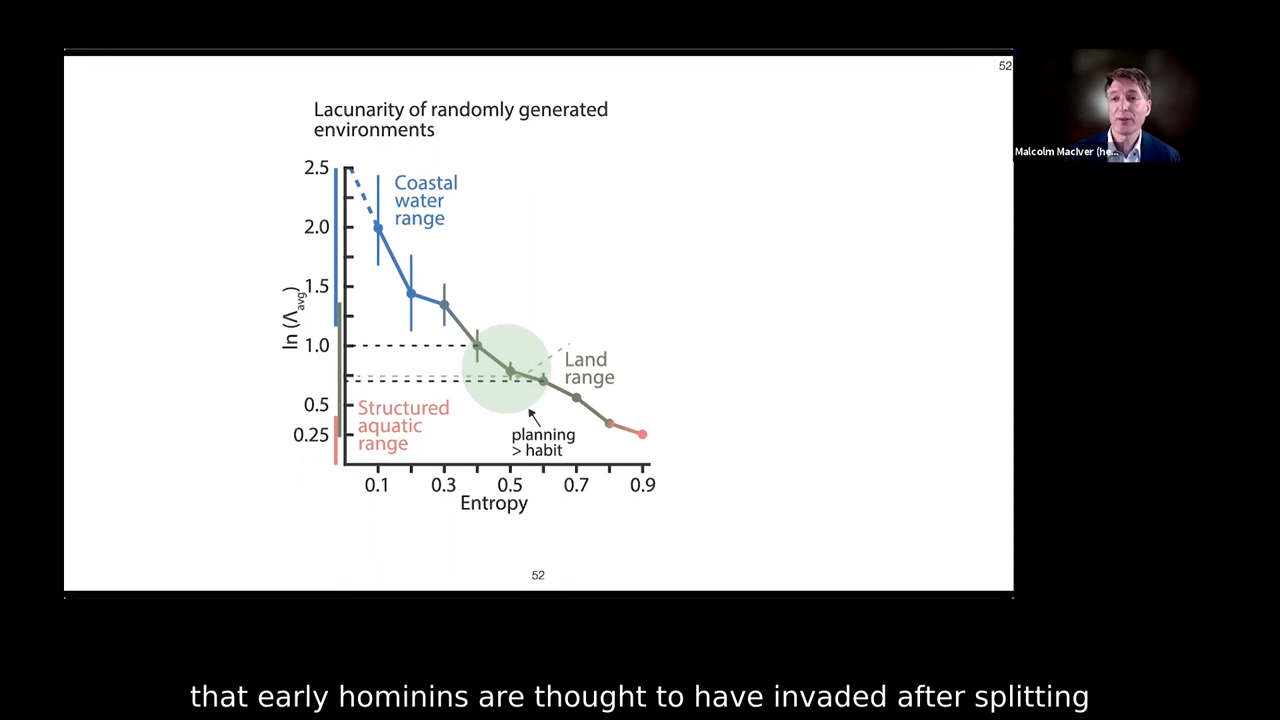 52
Lacunarity of randomly generated
environments
2.5
2.0
1.5
1.0
0.5
0.25
ln (Λavg)
Coastal
water
range
Land
range
Structured
aquatic
range
planning
> habit
0.1 0.3 0.5 0.7 0.9
Entropy
52
Malcolm MacIver (he...
that early hominins are thought to have invaded after splitting